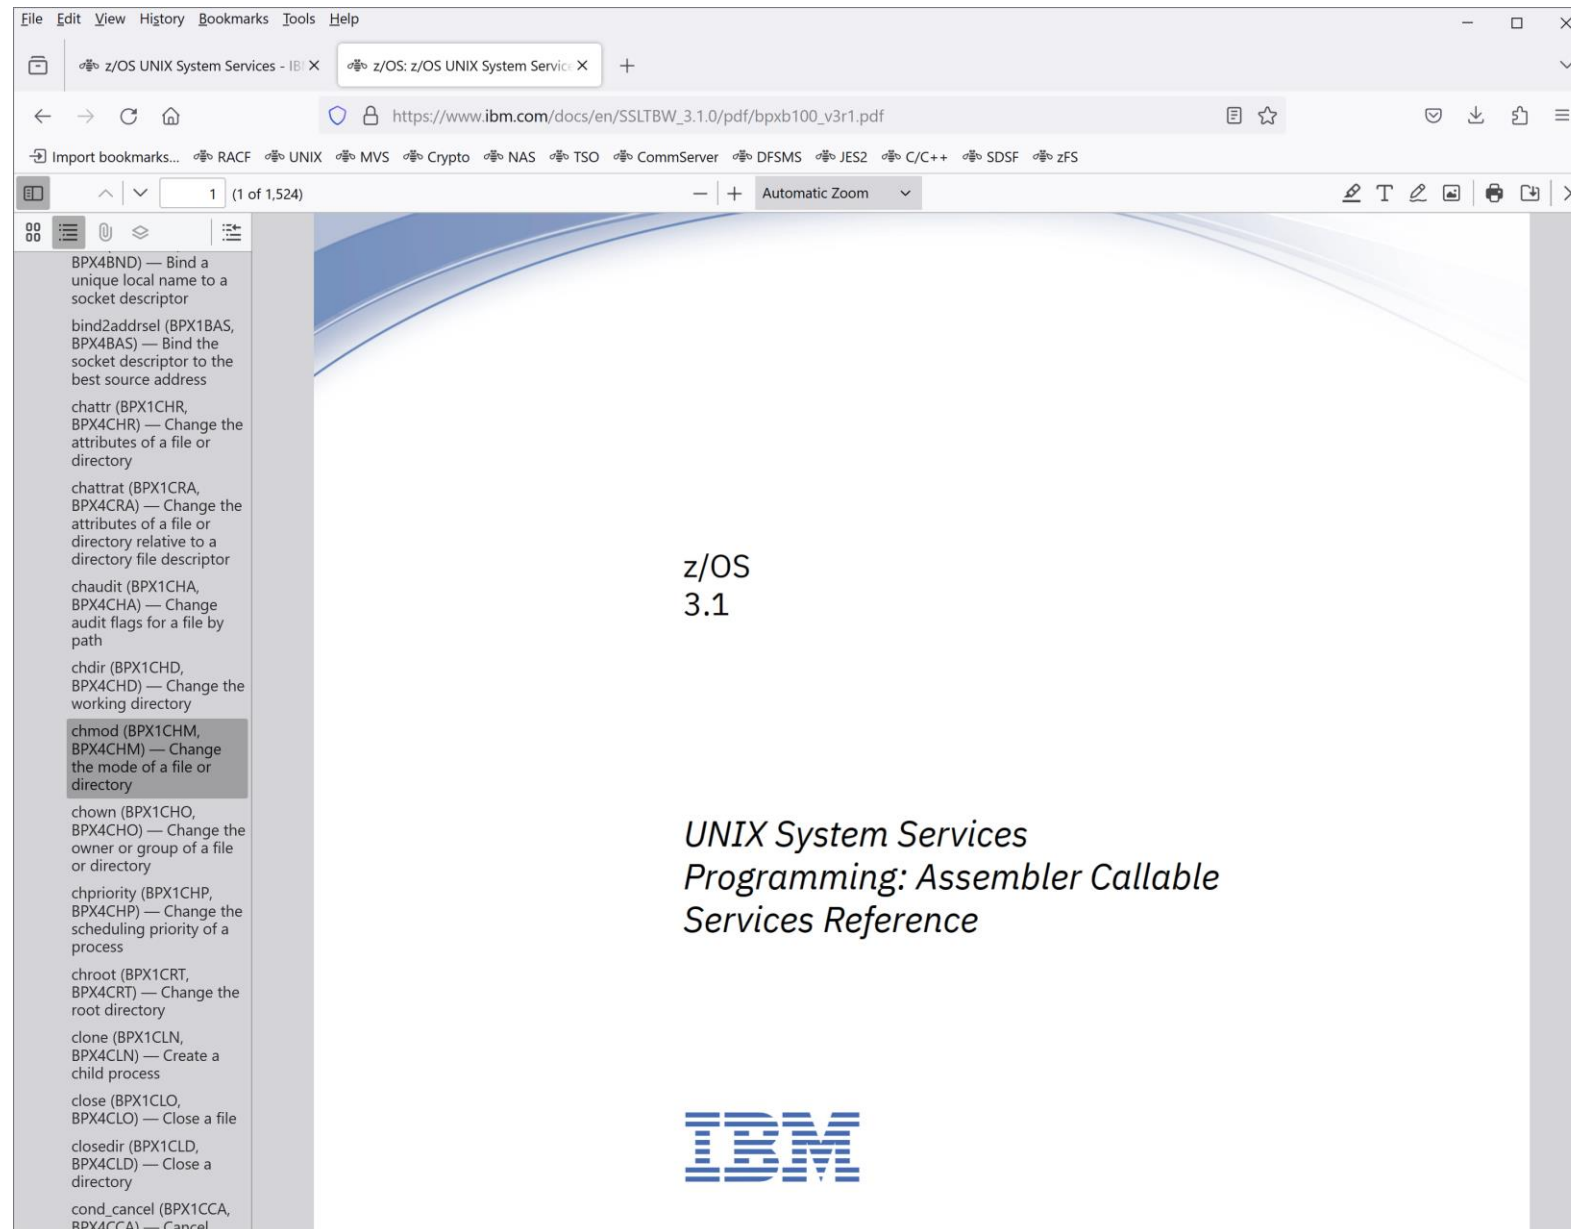 File Edit View History Bookmarks Tools Help
z/OS UNIX System Services - IB
z/OS: z/OS UNIX System Service
https://www.ibm.com/docs/en/SSLTBW_3.1.0/pdf/bpxb100_v3r1.pdf
Import bookmarks... RACF UNIX MVS Crypto NAS TSO CommServer DFSMS JES2 C/C++ SDSF zFS
1 (1 of 1,524) Automatic Zoom
BPX4BND) — Bind a
unique local name to a
socket descriptor
bind2addrsel (BPX1BAS,
BPX4BAS) — Bind the
socket descriptor to the
best source address
chattr (BPX1CHR,
BPX4CHR) — Change the
attributes of a file or
directory
chattrat (BPX1CRA,
BPX4CRA) — Change the
attributes of a file or
directory relative to a
directory file descriptor
chaudit (BPX1CHA,
BPX4CHA) — Change
audit flags for a file by
path
chdir (BPX1CHD,
BPX4CHD) — Change the
working directory
chmod (BPX1CHM,
BPX4CHM) — Change
the mode of a file or
directory
chown (BPX1CHO,
BPX4CHO) — Change the
owner or group of a file
or directory
chpriority (BPX1CHP,
BPX4CHP) — Change the
scheduling priority of a
process
chroot (BPX1CRT,
BPX4CRT) — Change the
root directory
clone (BPX1CLN,
BPX4CLN) — Create a
child process
close (BPX1CLO,
BPX4CLO) — Close a file
closedir (BPX1CLD,
BPX4CLD) — Close a
directory
cond_cancel (BPX1CCA,
BPX4CCA) — Cancel
z/OS
3.1
UNIX System Services
Programming: Assembler Callable
Services Reference
IBM